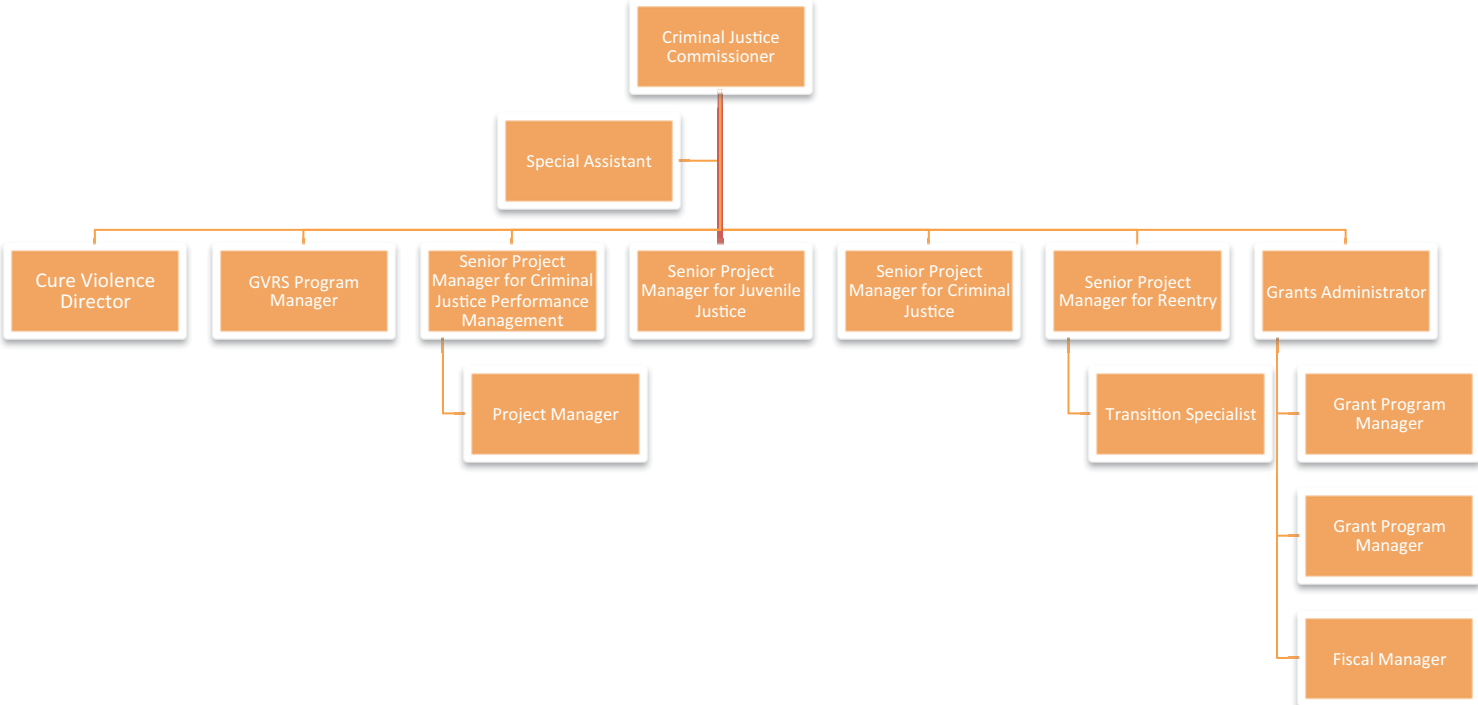 Criminal Justice
Commissioner
Special Assistant
Cure Violence
Director
GVRS Program
Manager
Senior Project
Manager for Criminal
Justice Performance
Management
Senior Project
Manager for Juvenile
Justice
Senior Project
Manager for Criminal
Justice
Senior Project
Manager for Reentry
Grants Administrator
Project Manager
Transition Specialist
Grant Program
Manager
Grant Program
Manager
Fiscal Manager